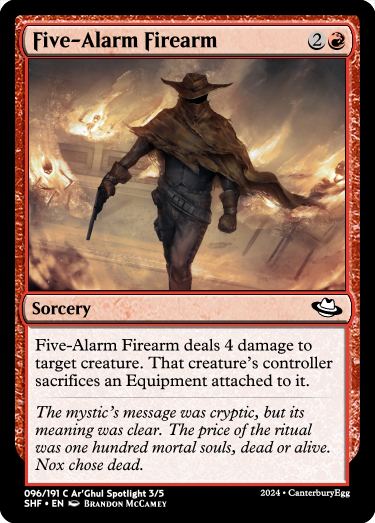 Five-Alarm Firearm 2
Sorcery
Five-Alarm Firearm deals 4 damage to
target creature. That creature's controller
sacrifices an Equipment attached to it.
The mystic's message was cryptic, but its
meaning was clear. The price of the ritual
was one hundred mortal souls, dead or alive.
Nox chose dead.
096/191 C Ar'Ghul Spotlight 3/5
SHF • EN Brandon McCamey
2024 • CanterburyEgg